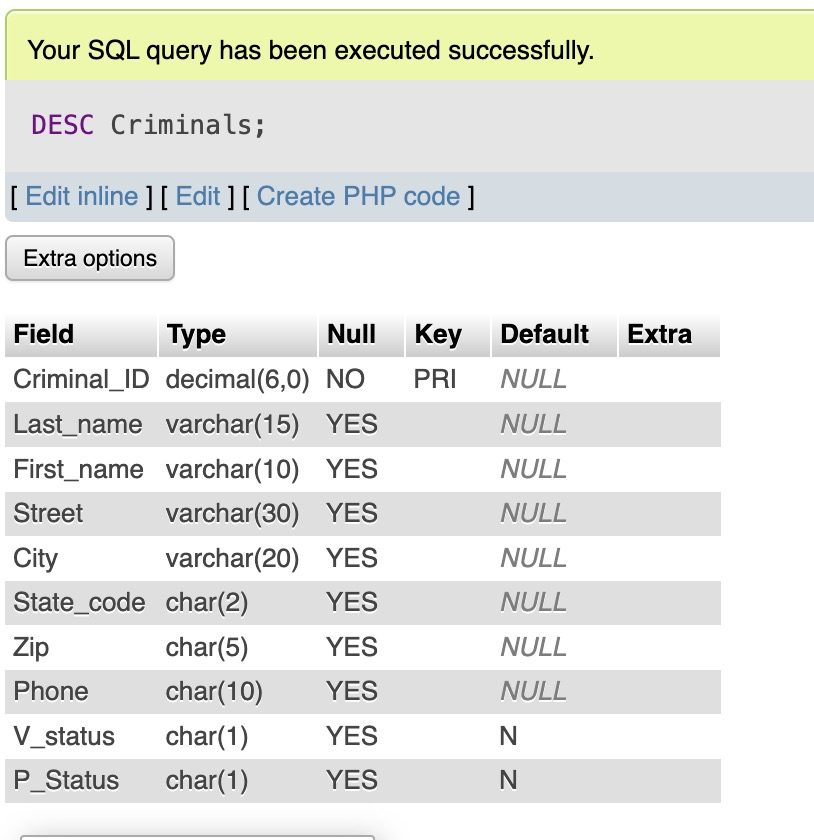 Your SQL query has been executed successfully.
DESC Criminals;
[ Edit inline ] [ Edit ] [ Create PHP code ]
Extra options
Field Type Null Key Default Extra
Criminal_ID decimal(6,0) NO PRI NULL
Last_name varchar(15) YES NULL
First_name varchar(10) YES NULL
Street varchar(30) YES NULL
City varchar(20) YES NULL
State_code char(2) YES NULL
Zip char(5) YES NULL
Phone char(10) YES NULL
V_status char(1) YES N
P_Status char(1) YES N